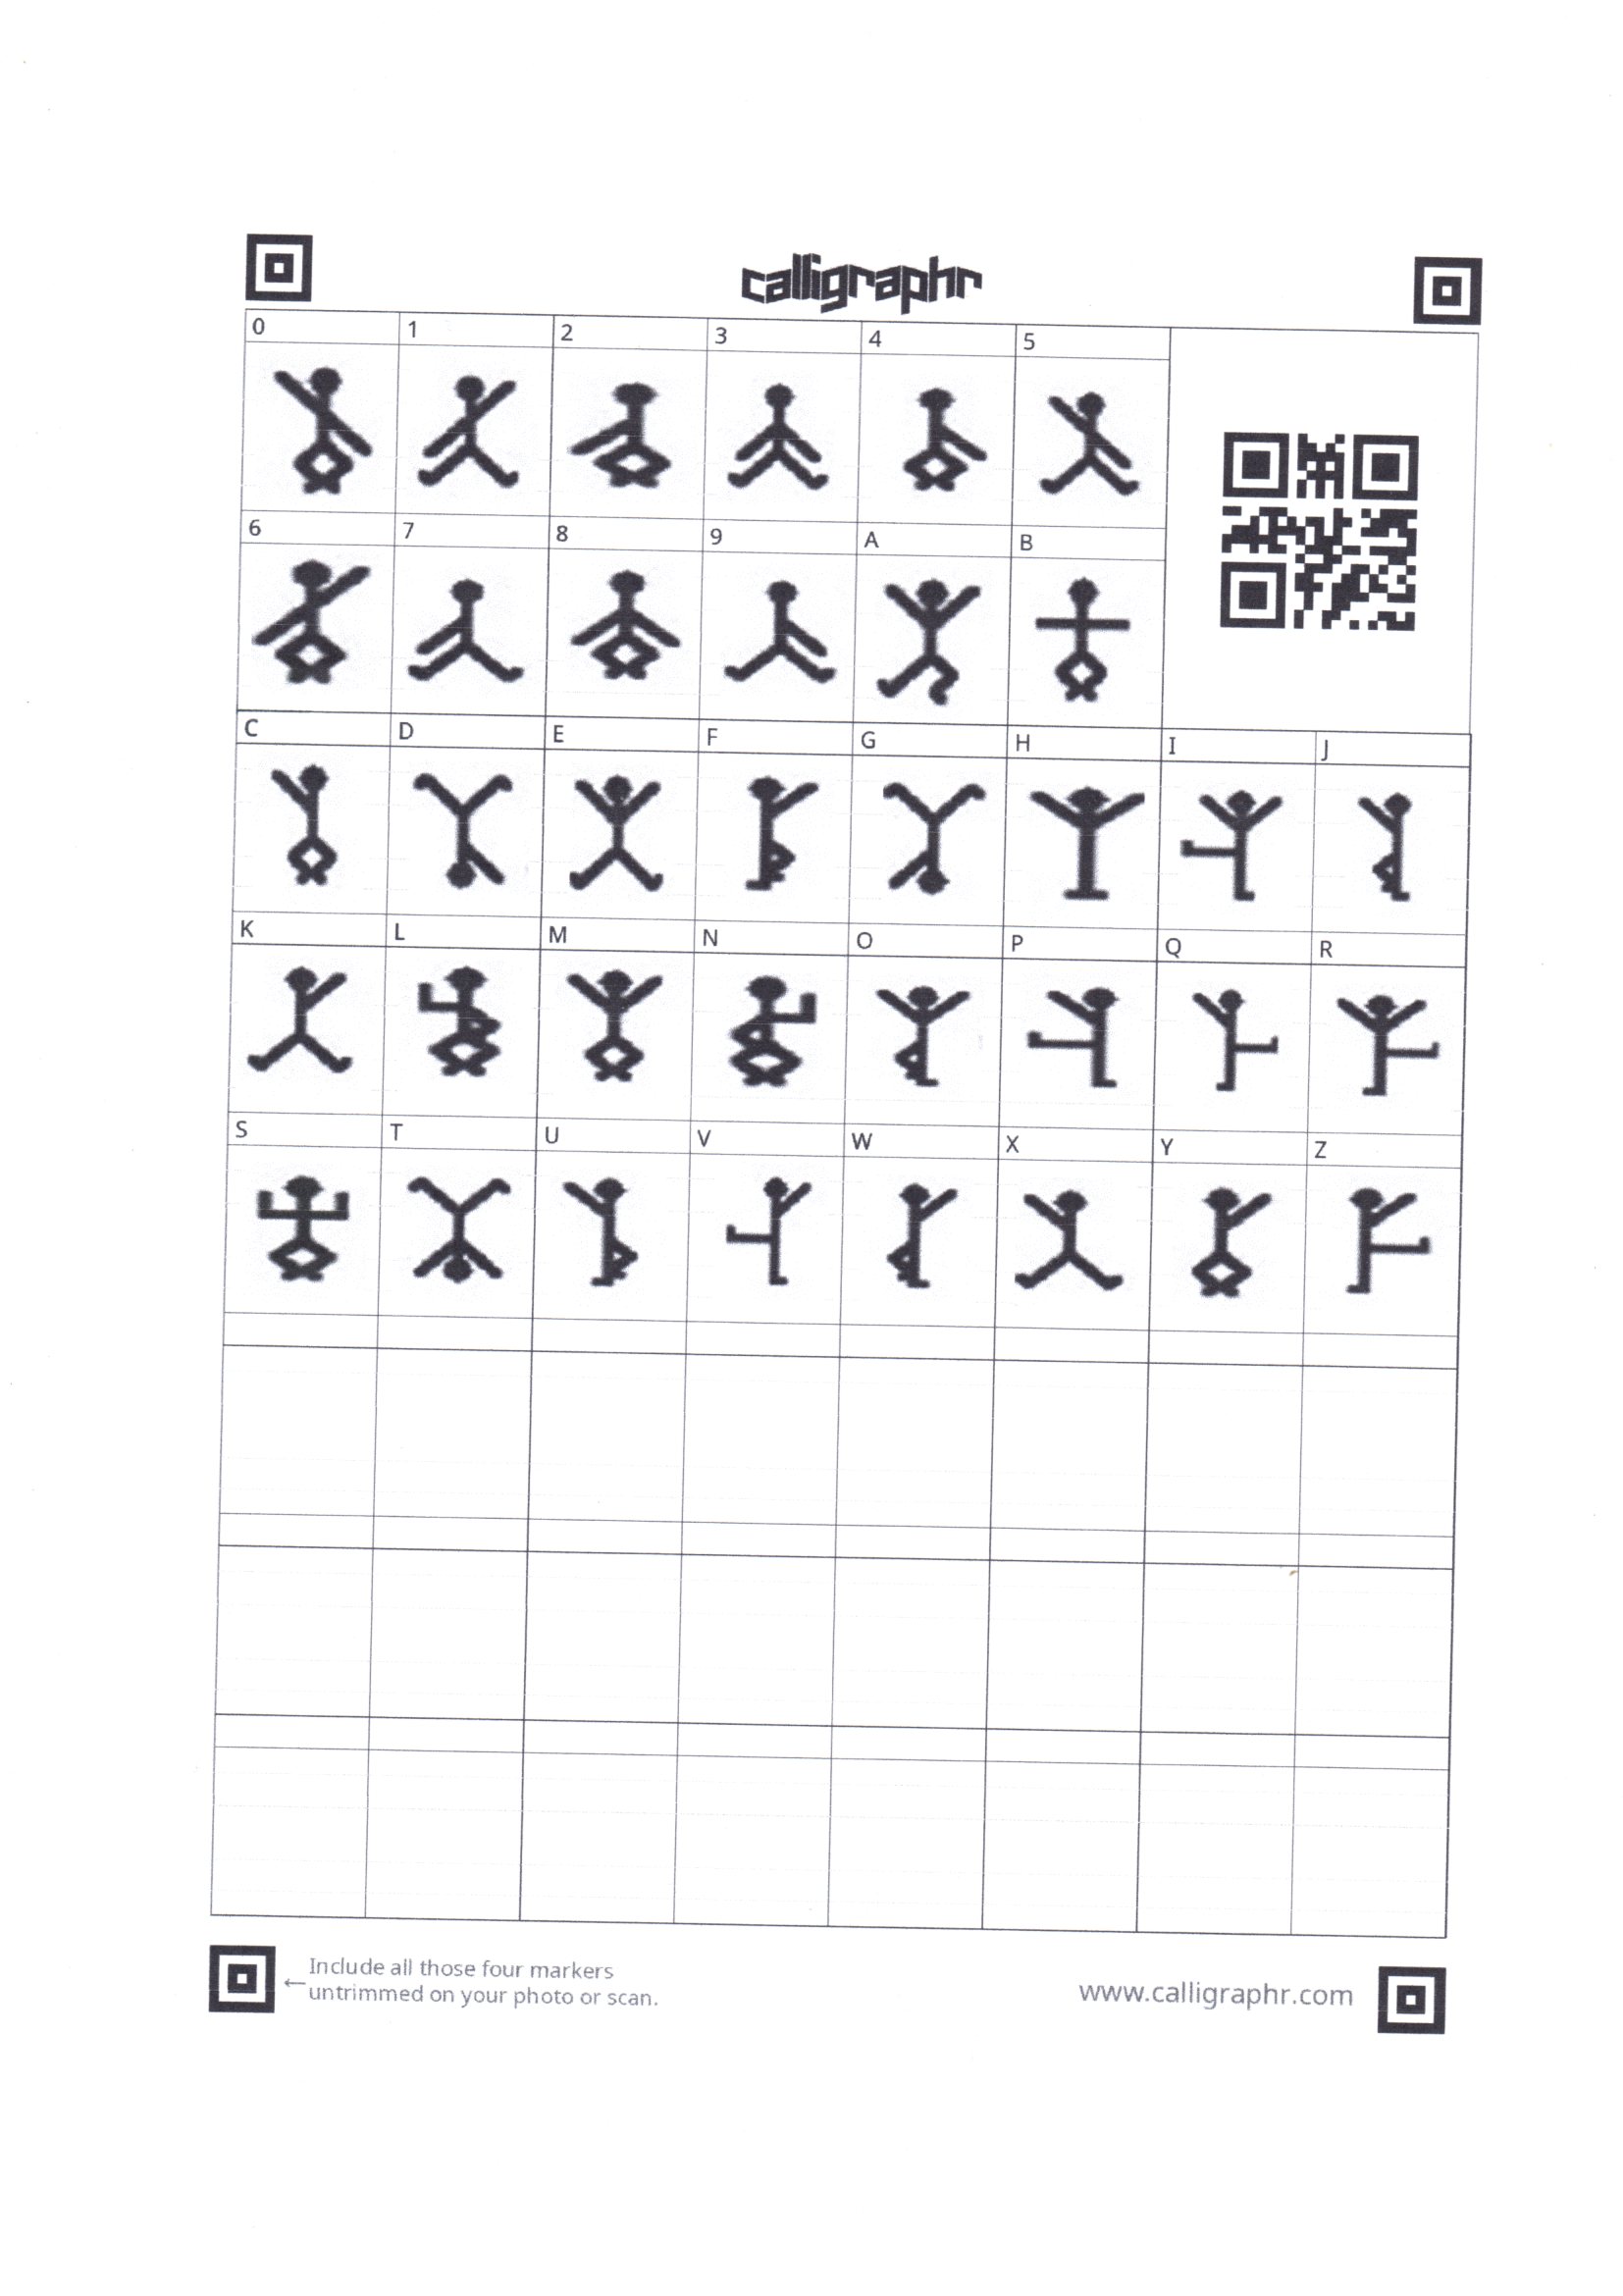 calligraphr
0 1 2 3 4 5
6 7 8 9 A B
C D E F G H I J
K L M N O P Q R
S T U V W X Y Z
←Include all those four markers
untrimmed on your photo or scan.
www.calligraphr.com